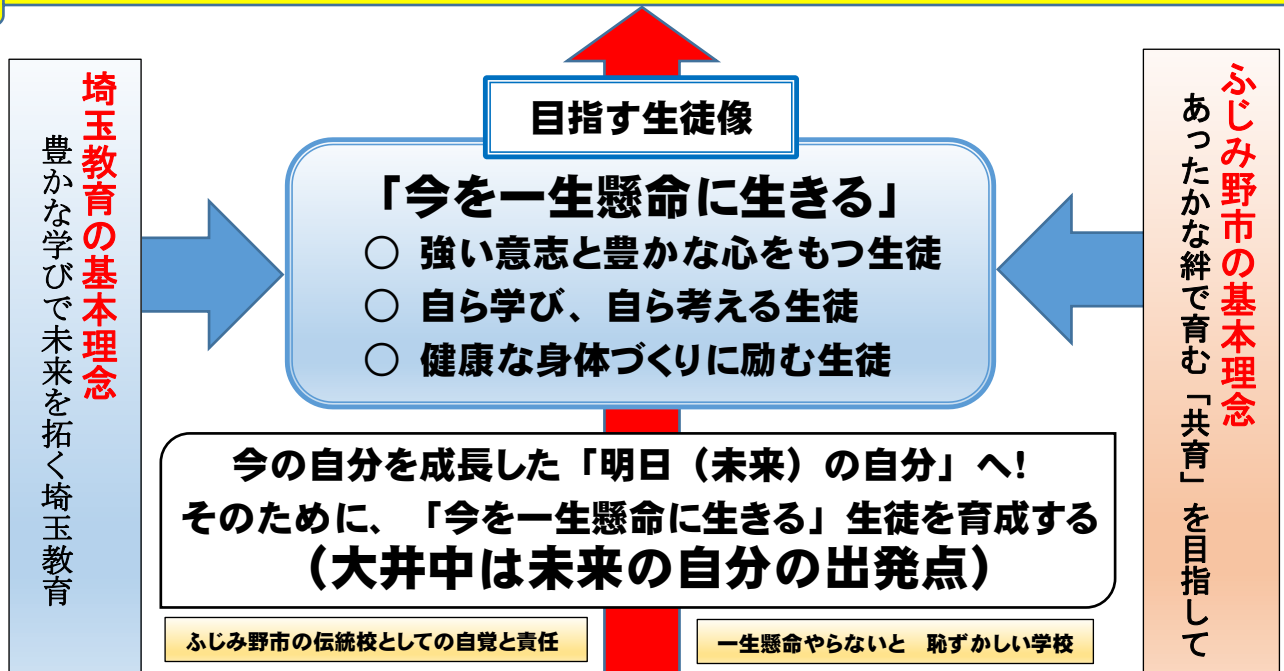 目指す生徒像
「今を一生懸命に生きる」
○ 強い意志と豊かな心をもつ生徒
○ 自ら学び、自ら考える生徒
○ 健康な身体づくりに励む生徒
埼玉教育の基本理念
豊かな学びで未来を拓く埼玉教育
ふじみ野市の基本理念
あったかな絆で育む「共育」を目指して
今の自分を成長した「明日（未来）の自分」へ!
そのために、「今を一生懸命に生きる」生徒を育成する
（大井中は未来の自分の出発点）
ふじみ野市の伝統校としての自覚と責任
一生懸命やらないと 恥ずかしい学校